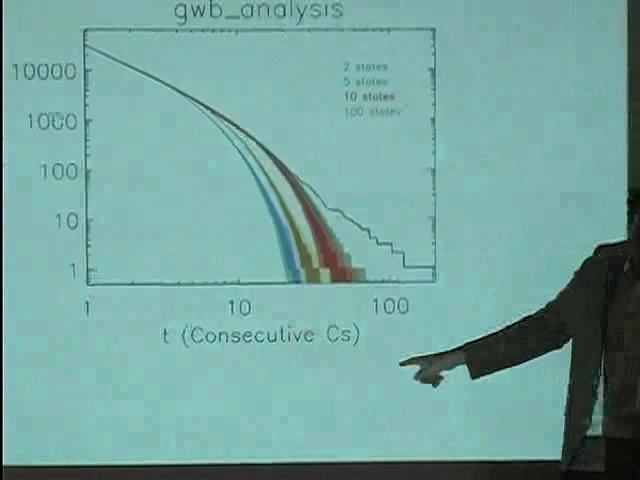 gwb_analysis
10000
1000
100
10
1
2 states
5 states
10 states
100 states
1 10 100
t (Consecutive Cs)